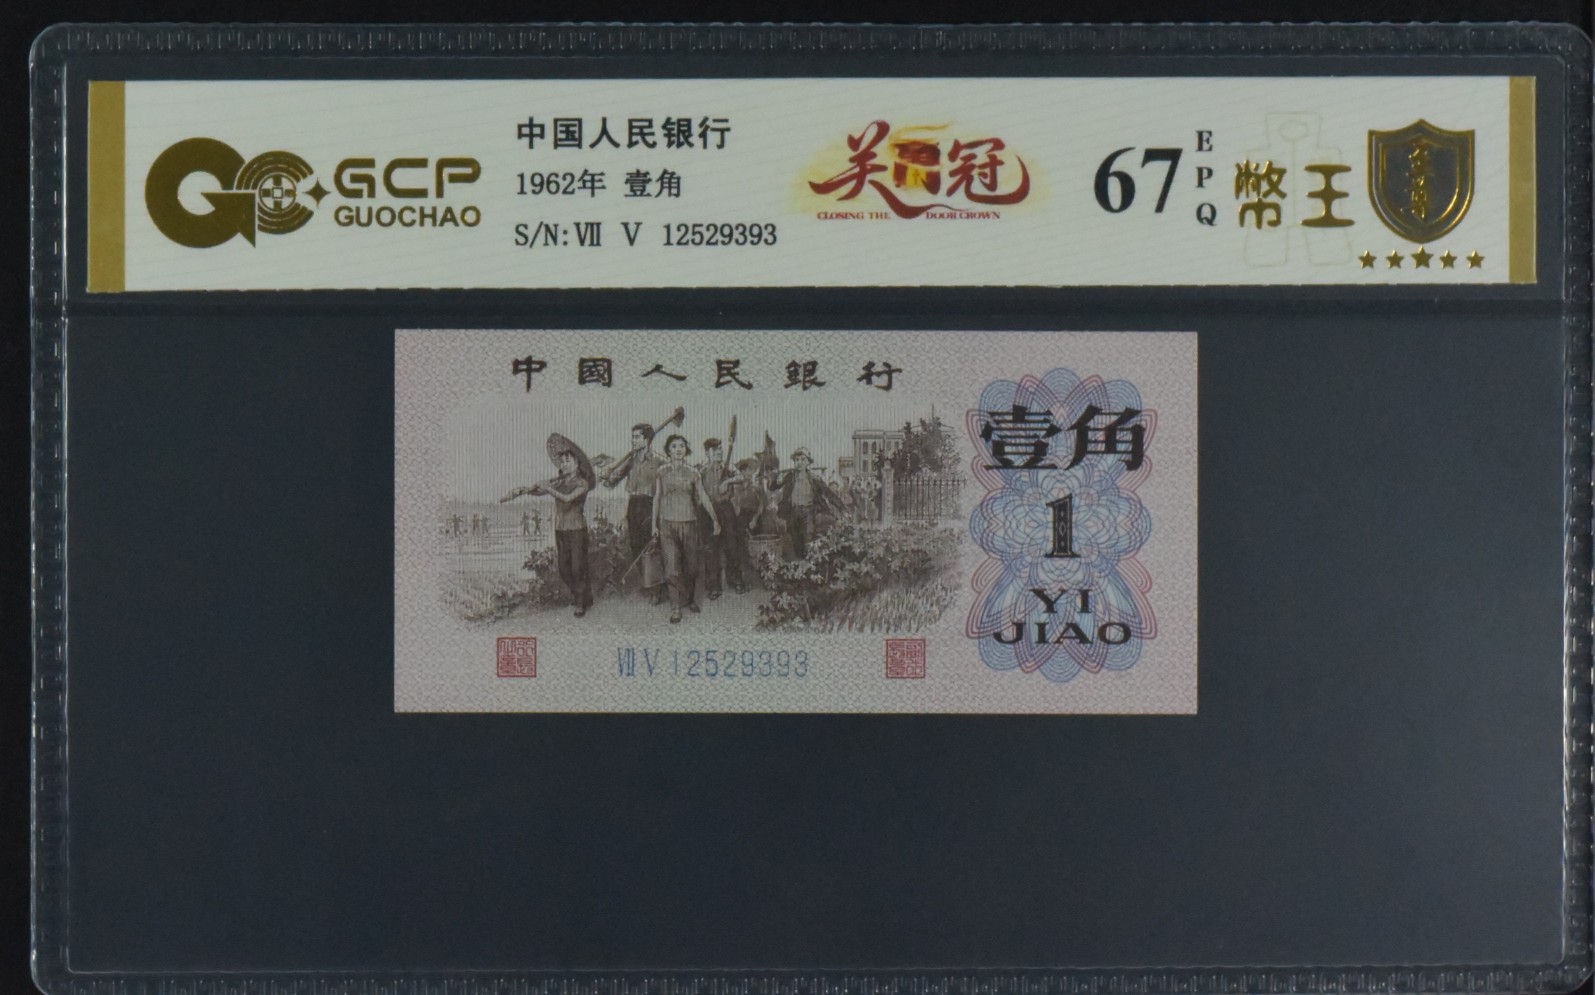 GCP
GUOCHAO
中国人民银行
1962年 壹角
S/N:Ⅶ Ⅴ 12529393
关门冠
CLOSING THE DOOR CROWN
67
EPQ
幣王
中國人民銀行
壹角
1
YI
JIAO
Ⅶ Ⅴ 12529393